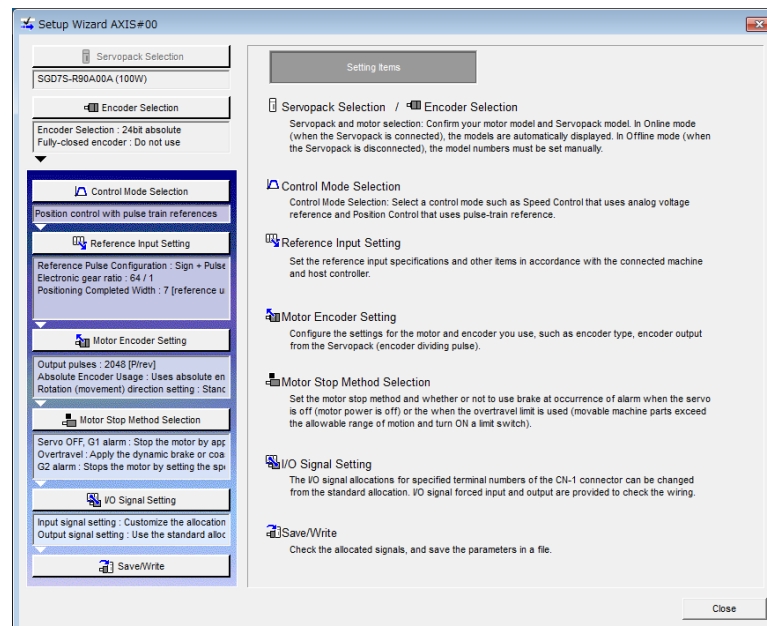 Setup Wizard AXIS#00
Servopack Selection
SGD7S-R90A00A (100W)
Encoder Selection
Encoder Selection : 24bit absolute
Fully-closed encoder : Do not use
Control Mode Selection
Position control with pulse train references
Reference Input Setting
Reference Pulse Configuration : Sign + Pulse
Electronic gear ratio : 64 / 1
Positioning Completed Width : 7 [reference u
Motor Encoder Setting
Output pulses : 2048 [P/rev]
Absolute Encoder Usage : Uses absolute en
Rotation (movement) direction setting : Stanc
Motor Stop Method Selection
Servo OFF, G1 alarm : Stop the motor by app
Overtravel : Apply the dynamic brake or coa
G2 alarm : Stops the motor by setting the spe
I/O Signal Setting
Input signal setting : Customize the allocation
Output signal setting : Use the standard alloc
Save/Write
Setting Items
Servopack Selection / Encoder Selection
Servopack and motor selection: Confirm your motor model and Servopack model. In Online mode
(when the Servopack is connected), the models are automatically displayed. In Offline mode (when
the Servopack is disconnected), the model numbers must be set manually.
Control Mode Selection
Control Mode Selection: Select a control mode such as Speed Control that uses analog voltage
reference and Position Control that uses pulse-train reference.
Reference Input Setting
Set the reference input specifications and other items in accordance with the connected machine
and host controller.
Motor Encoder Setting
Configure the settings for the motor and encoder you use, such as encoder type, encoder output
from the Servopack (encoder dividing pulse).
Motor Stop Method Selection
Set the motor stop method and whether or not to use brake at occurrence of alarm when the servo
is off (motor power is off) or the when the overtravel limit is used (movable machine parts exceed
the allowable range of motion and turn ON a limit switch).
I/O Signal Setting
The I/O signal allocations for specified terminal numbers of the CN-1 connector can be changed
from the standard allocation. I/O signal forced input and output are provided to check the wiring.
Save/Write
Check the allocated signals, and save the parameters in a file.
Close